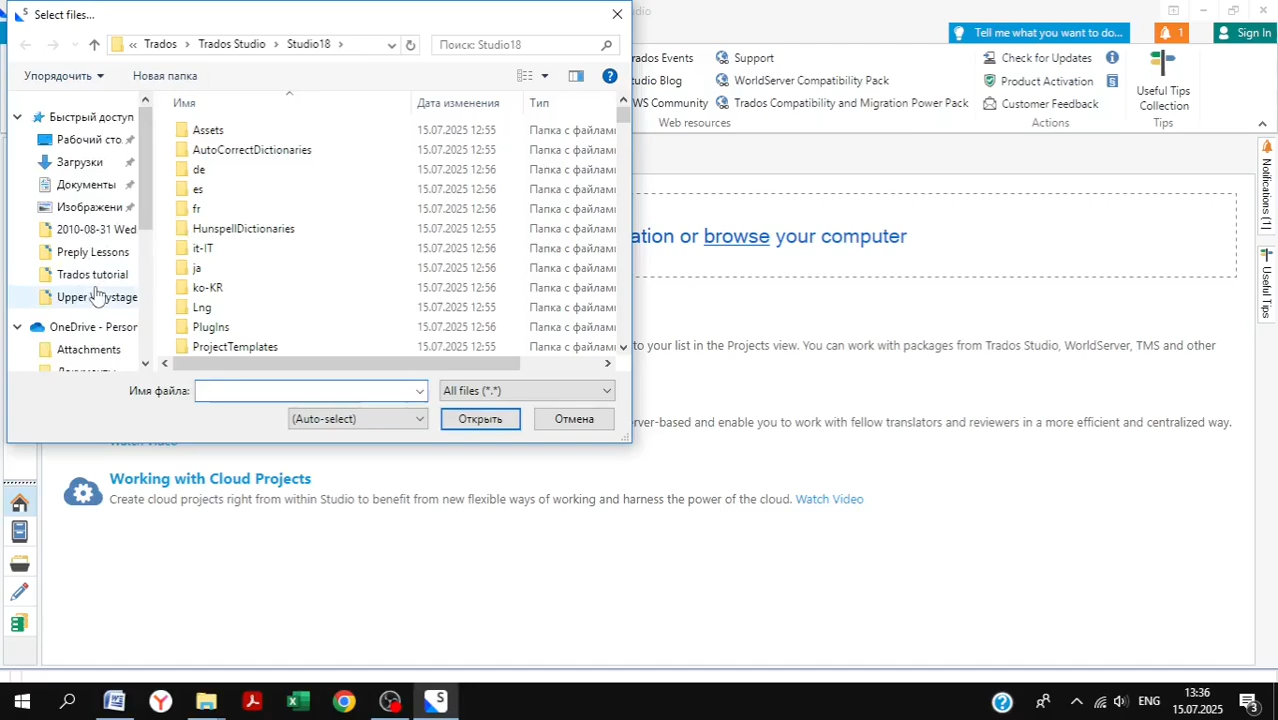 Select files...
dio
« Trados › Trados Studio › Studio18 ›
Поиск: Studio18
Упорядочить
Новая папка
Имя
Дата изменения
Тип
Быстрый доступ
Рабочий сто.
Загрузки
Документы
Изображени
2010-08-31 Wed
Preply Lessons
Trados tutorial
Upper
OneDrive - Person
Attachments
Assets 15.07.2025 12:55 Папка с файлами
AutoCorrectDictionaries 15.07.2025 12:55 Папка с файлами
de 15.07.2025 12:56 Папка с файлами
es 15.07.2025 12:56 Папка с файлами
fr 15.07.2025 12:56 Папка с файлами
HunspellDictionaries 15.07.2025 12:56 Папка с файлами
it-IT 15.07.2025 12:56 Папка с файлами
ja 15.07.2025 12:56 Папка с файлами
ko-KR 15.07.2025 12:56 Папка с файлами
Lng 15.07.2025 12:55 Папка с файлами
PlugIns 15.07.2025 12:56 Папка с файлами
ProjectTemplates 15.07.2025 12:55 Папка с файлами
Имя файла:
All files (*.*)
(Auto-select)
Открыть
Отмена
Tell me what you want to do...
1
Sign In
rados Events
Support
Check for Updates
tudio Blog
WorldServer Compatibility Pack
Product Activation
WS Community
Trados Compatibility and Migration Power Pack
Customer Feedback
Useful Tips
Collection
Web resources
Actions
Tips
ation or browse your computer
Notifications (1)
Useful Tips
to your list in the Projects view. You can work with packages from Trados Studio, WorldServer, TMS and other
erver-based and enable you to work with fellow translators and reviewers in a more efficient and centralized way.
Watch Video
Working with Cloud Projects
Create cloud projects right from within Studio to benefit from new flexible ways of working and harness the power of the cloud. Watch Video
ENG
13:36
15.07.2025
3